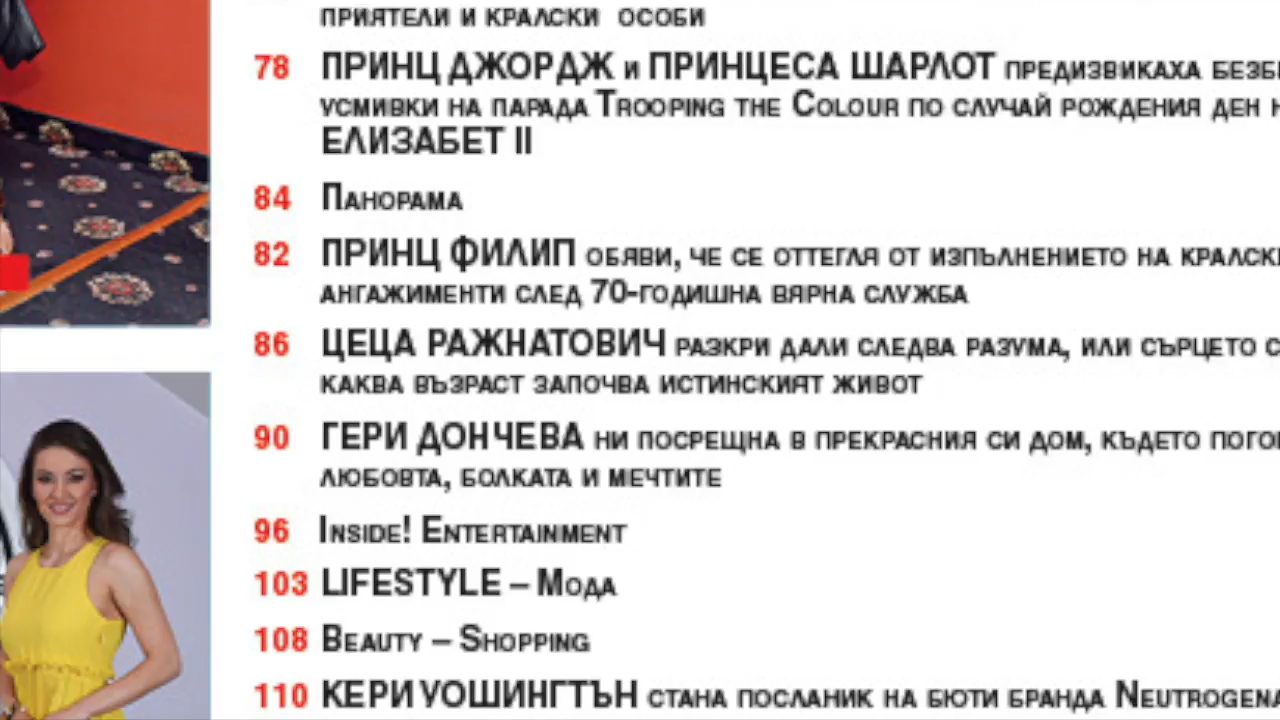 ПРИЯТЕЛИ И КРАЛСКИ ОСОБИ
78 ПРИНЦ ДЖОРДЖ и ПРИНЦЕСА ШАРЛОТ ПРЕДИЗВИКАХА
УСМИВКИ НА ПАРАДА TROOPING THE COLOUR ПО СЛУЧАЙ РОЖДЕНИЯ ДЕН
ЕЛИЗАБЕТ II
84 ПАНОРАМА
82 ПРИНЦ ФИЛИП ОБЯВИ, ЧЕ СЕ ОТТЕГЛЯ ОТ ИЗПЪЛНЕНИЕТО НА
АНГАЖИМЕНТИ СЛЕД 70-ГОДИШНА ВЯРНА СЛУЖБА
86 ЦЕЦА РАЖНАТОВИЧ РАЗКРИ ДАЛИ СЛЕДВА РАЗУМА, ИЛИ СЪРЦЕТО
КАКВА ВЪЗРАСТ ЗАПОЧВА ИСТИНСКИЯТ ЖИВОТ
90 ГЕРИ ДОНЧЕВА НИ ПОСРЕЩНА В ПРЕКРАСНИЯ СИ ДОМ, КЪДЕТО
ЛЮБОВТА, БОЛКАТА И МЕЧТИТЕ
96 INSIDE! ENTERTAINMENT
103 LIFESTYLE – МОДА
108 BEAUTY – SHOPPING
110 КЕРИ УОШИНГТЪН СТАНА ПОСЛАНИК НА БЮТИ БРАНДА NEUTROGENA